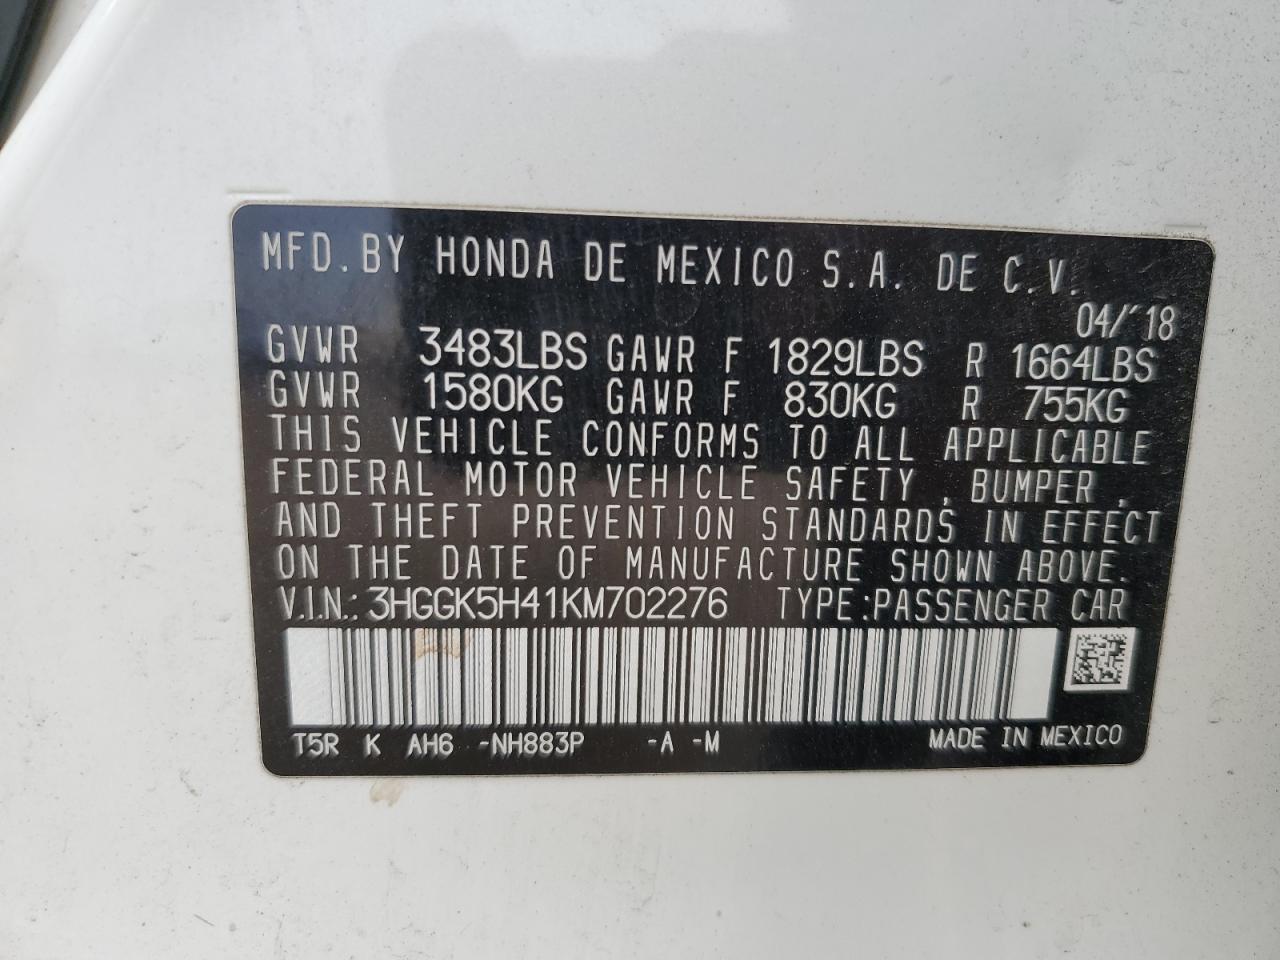 MFD. BY HONDA DE MEXICO S.A. DE C.V.
04/'18
GVWR 3483LBS GAWR F 1829LBS R 1664LBS
GVWR 1580KG GAWR F 830KG R 755KG
THIS VEHICLE CONFORMS TO ALL APPLICABLE
FEDERAL MOTOR VEHICLE SAFETY , BUMPER ,
AND THEFT PREVENTION STANDARDS IN EFFECT
ON THE DATE OF MANUFACTURE SHOWN ABOVE.
V.I.N.: 3HGGK5H41KM702276 TYPE:PASSENGER CAR
T5R K AH6 -NH883P -A -M MADE IN MEXICO